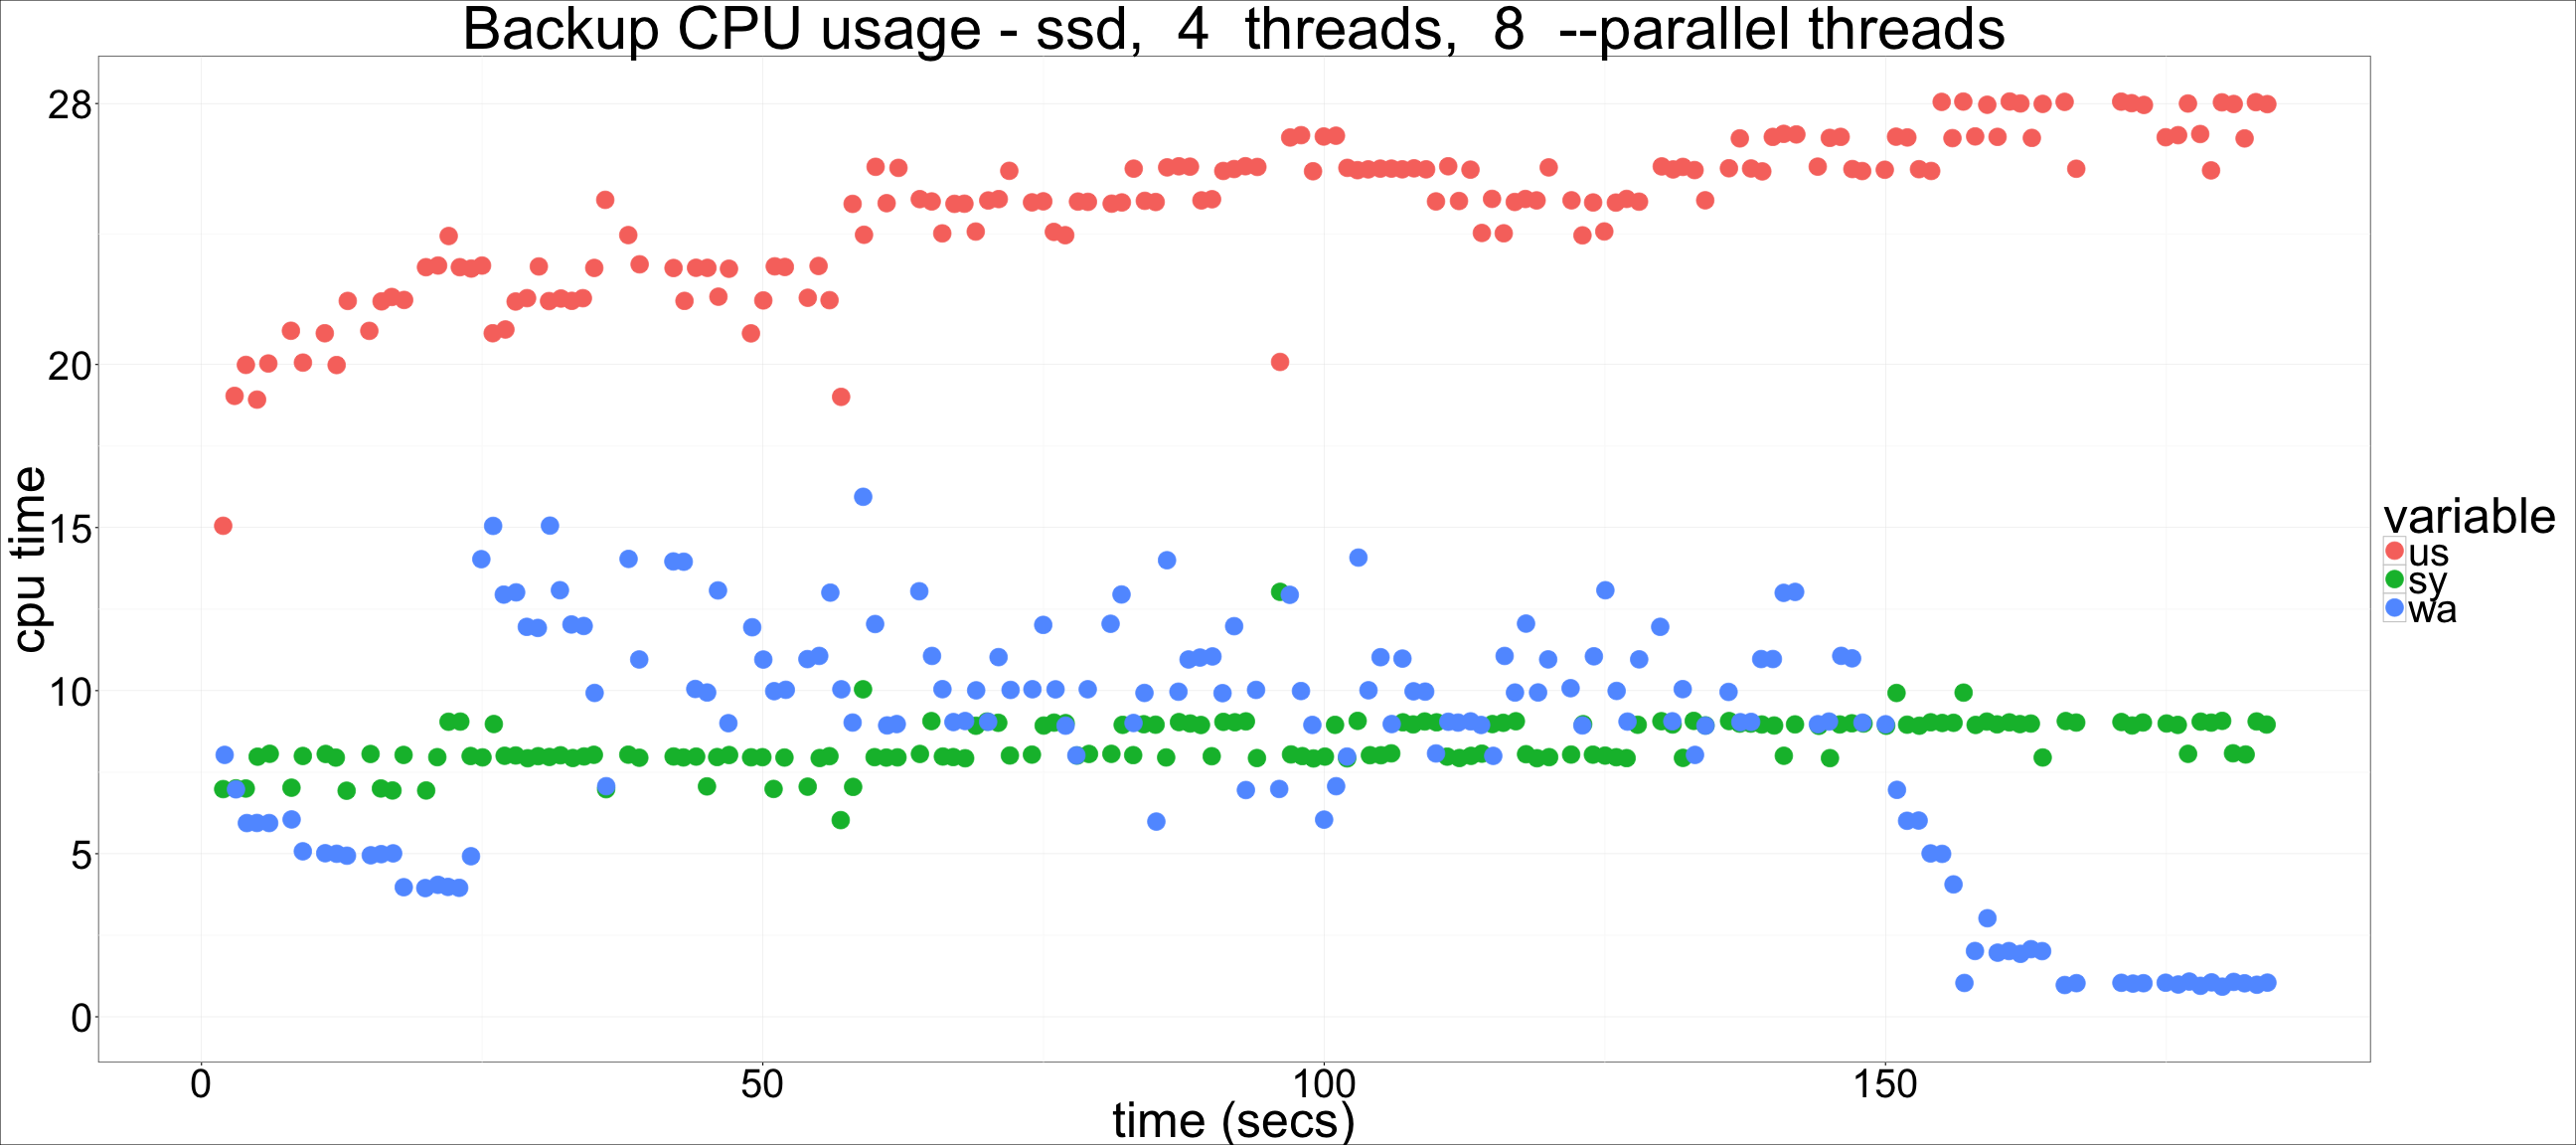 Backup CPU usage - ssd,  4  threads,  8  --parallel threads
28
20
15
10
5
0
cpu time
0 50 100 150
time (secs)
variable
us
sy
wa